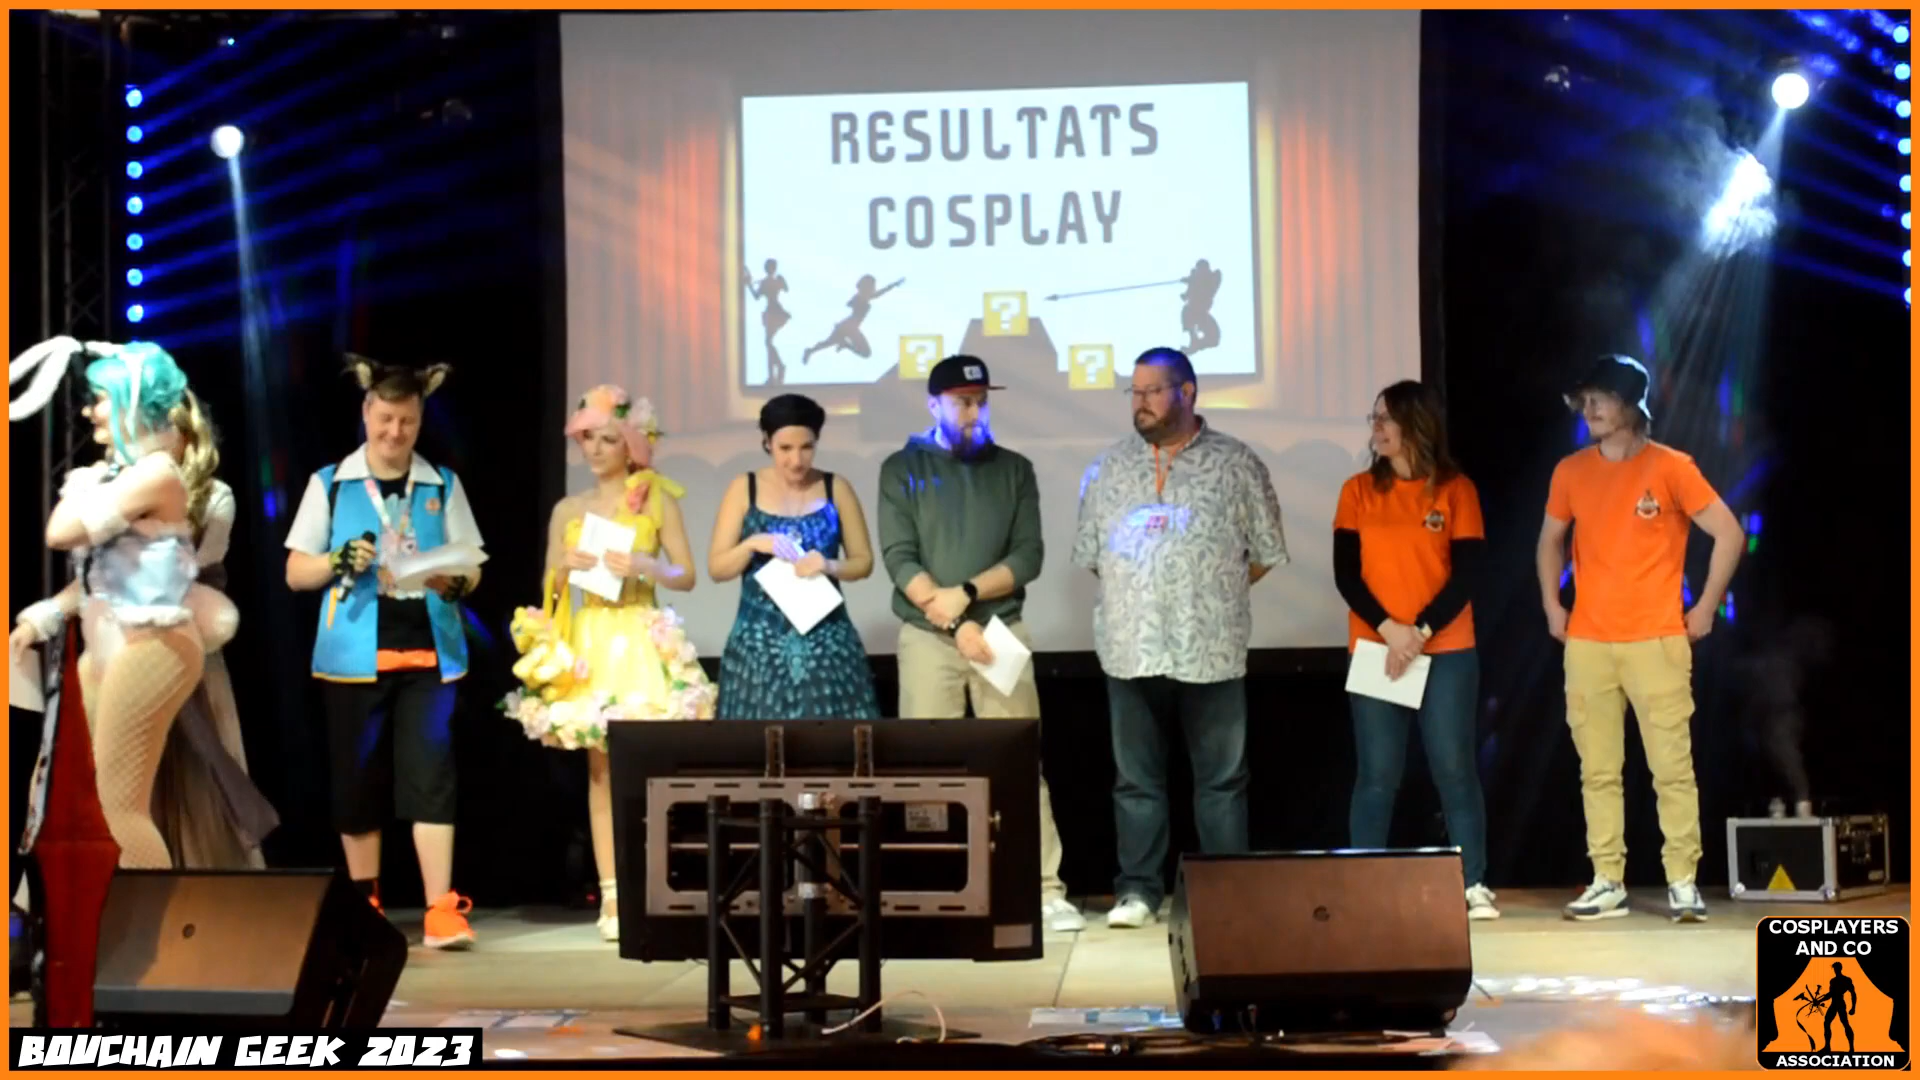 RESULTATS
COSPLAY
?
?
?
COSPLAYERS
AND CO
ASSOCIATION
BOUCHAIN GEEK 2023